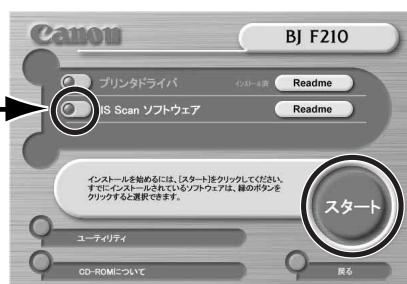 Canon
BJ F210
プリンタドライバ
インストール済
Readme
IS Scan ソフトウェア
Readme
インストールを始めるには、[スタート]をクリックしてください。
すでにインストールされているソフトウェアは、緑のボタンを
クリックすると選択できます。
スタート
ユーティリティ
CD-ROMについて
戻る